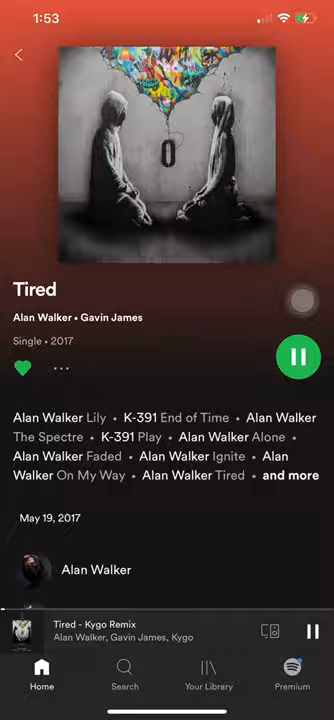 1:53
Tired
Alan Walker • Gavin James
Single • 2017
Alan Walker Lily • K-391 End of Time • Alan Walker
The Spectre • K-391 Play • Alan Walker Alone •
Alan Walker Faded • Alan Walker Ignite • Alan
Walker On My Way • Alan Walker Tired • and more
May 19, 2017
Alan Walker
Tired - Kygo Remix
Alan Walker, Gavin James, Kygo
Home
Search
Your Library
Premium